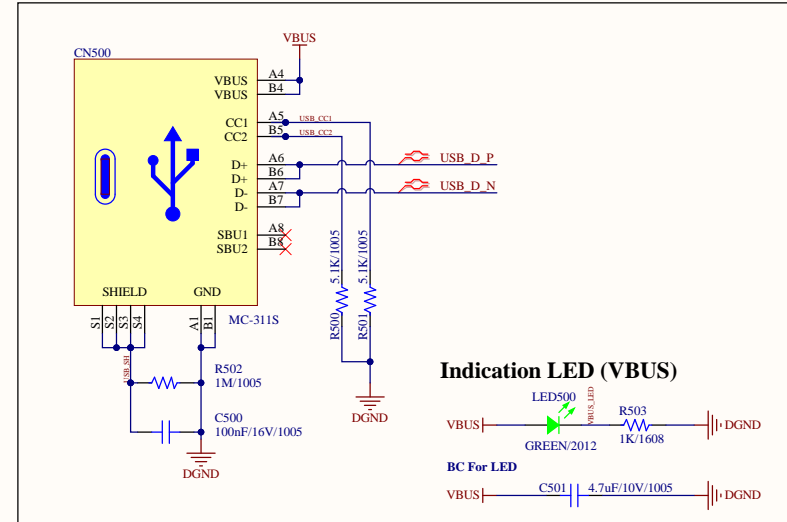 VBUS
CN500
VBUS A4
VBUS B4
CC1 A5 USB_CC1
CC2 B5 USB_CC2
D+ A6 USB_D_P
D+ B6
D- A7 USB_D_N
D- B7
SBU1 A8
SBU2 B8
5.1K/1005
5.1K/1005
R500
R501
SHIELD GND
S1
S2
S3
S4
A1
B1
MC-311S
USB_SH
R502
1M/1005
C500
100nF/16V/1005
DGND
DGND
Indication LED (VBUS)
LED500
VBUS_LED
R503
VBUS
DGND
GREEN/2012
1K/1608
BC For LED
C501 4.7uF/10V/1005
VBUS
DGND